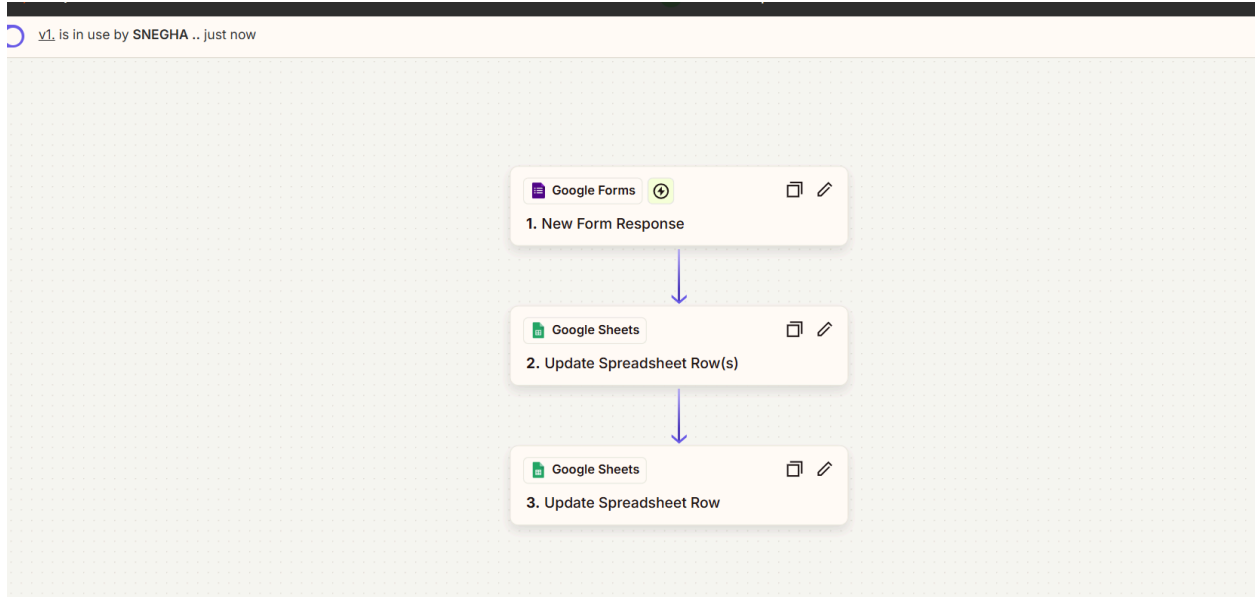 v1. is in use by SNEGHA .. just now
Google Forms
1. New Form Response
Google Sheets
2. Update Spreadsheet Row(s)
Google Sheets
3. Update Spreadsheet Row